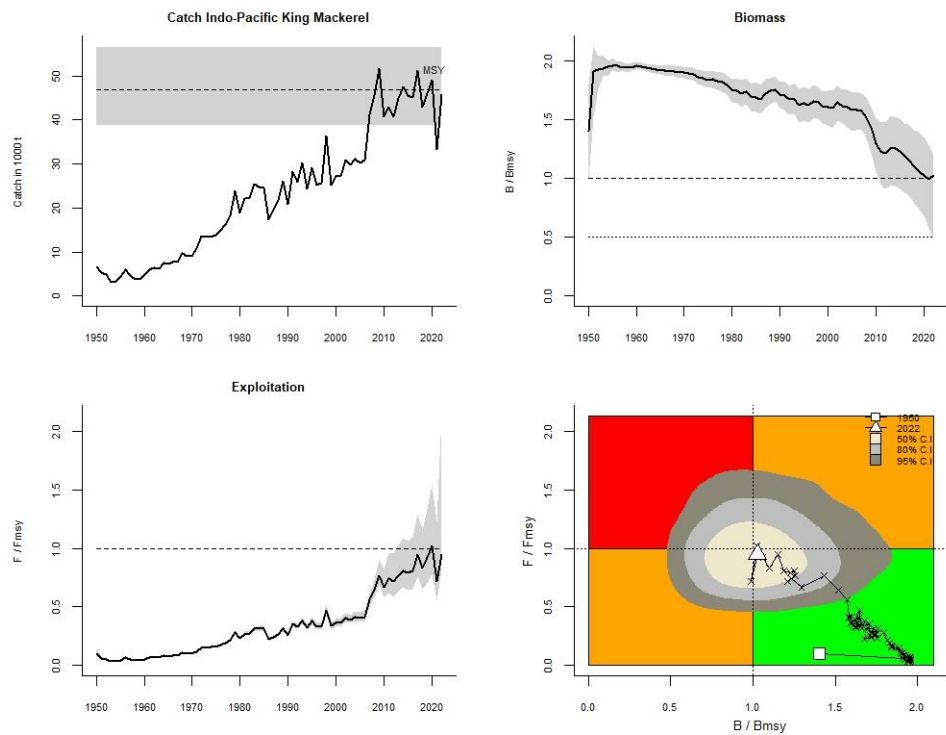 Catch Indo-Pacific King Mackerel
Catch in 1000 t
0
10
20
30
40
50
MSY
1950 1960 1970 1980 1990 2000 2010 2020
Biomass
B / Bmsy
0.0
0.5
1.0
1.5
2.0
1950 1960 1970 1980 1990 2000 2010 2020
Exploitation
F / Fmsy
0.0
0.5
1.0
1.5
2.0
1950 1960 1970 1980 1990 2000 2010 2020
F / Fmsy
0.0
0.5
1.0
1.5
2.0
1950
2022
50% C.I
80% C.I
95% C.I
0.0 0.5 1.0 1.5 2.0
B / Bmsy